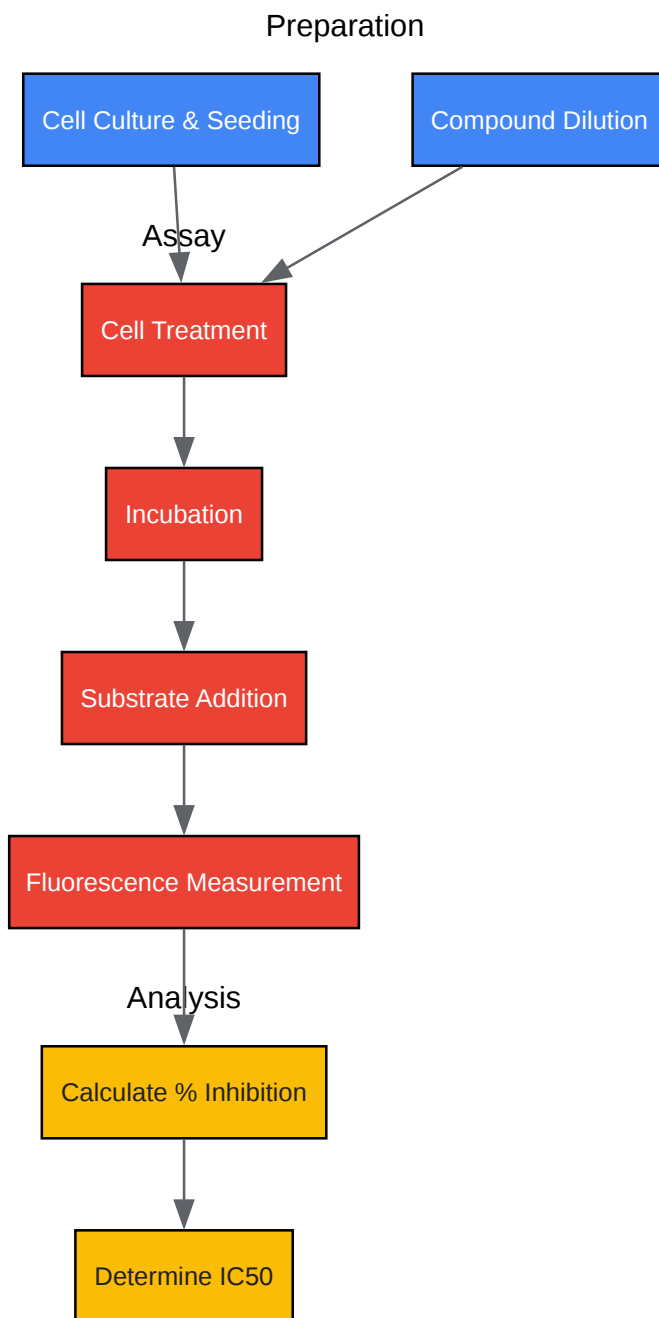 Preparation
Cell Culture & Seeding
Compound Dilution
Assay
Cell Treatment
Incubation
Substrate Addition
Fluorescence Measurement
Analysis
Calculate % Inhibition
Determine IC50